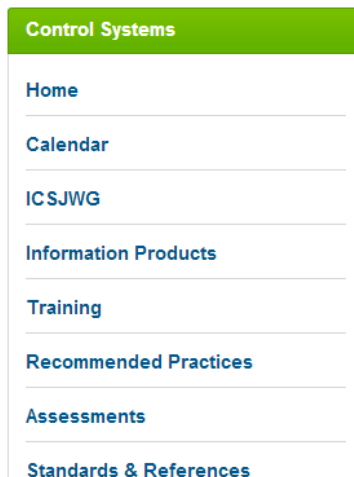 Control Systems
Home
Calendar
ICSJWG
Information Products
Training
Recommended Practices
Assessments
Standards & References